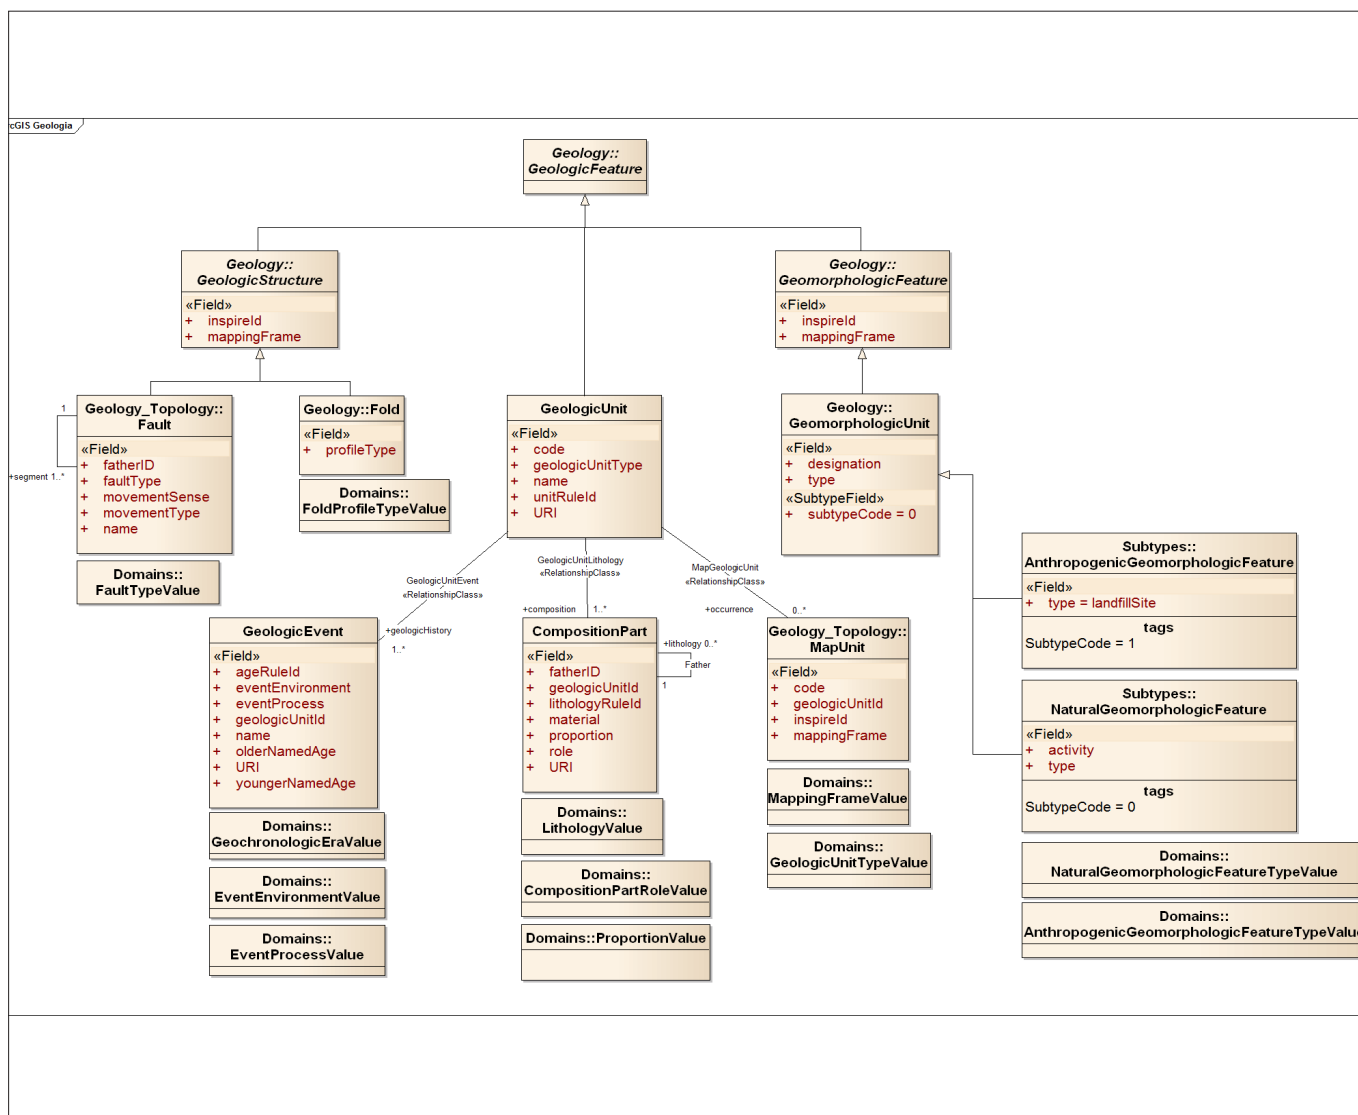 cGIS Geologia
Geology::
GeologicFeature
Geology::
GeologicStructure
«Field»
+ inspireId
+ mappingFrame
Geology::
GeomorphologicFeature
«Field»
+ inspireId
+ mappingFrame
Geology_Topology::
Fault
«Field»
+ fatherID
+ faultType
+ movementSense
+ movementType
+ name
1
+segment 1..*
Domains::
FaultTypeValue
Geology::Fold
«Field»
+ profileType
Domains::
FoldProfileTypeValue
GeologicUnit
«Field»
+ code
+ geologicUnitType
+ name
+ unitRuleId
+ URI
Geology::
GeomorphologicUnit
«Field»
+ designation
+ type
«SubtypeField»
+ subtypeCode = 0
Subtypes::
AnthropogenicGeomorphologicFeature
«Field»
+ type = landfillSite
tags
SubtypeCode = 1
Subtypes::
NaturalGeomorphologicFeature
«Field»
+ activity
+ type
tags
SubtypeCode = 0
Domains::
NaturalGeomorphologicFeatureTypeValue
Domains::
AnthropogenicGeomorphologicFeatureTypeValue
GeologicUnitEvent
«RelationshipClass»
+geologicHistory
1..*
GeologicUnitLithology
«RelationshipClass»
+composition 1..*
MapGeologicUnit
«RelationshipClass»
+occurrence 0..*
GeologicEvent
«Field»
+ ageRuleId
+ eventEnvironment
+ eventProcess
+ geologicUnitId
+ name
+ olderNamedAge
+ URI
+ youngerNamedAge
Domains::
GeochronologicEraValue
Domains::
EventEnvironmentValue
Domains::
EventProcessValue
CompositionPart
«Field»
+ fatherID
+ geologicUnitId
+ lithologyRuleId
+ material
+ proportion
+ role
+ URI
+lithology 0..*
Father
1
Domains::
LithologyValue
Domains::
CompositionPartRoleValue
Domains::ProportionValue
Geology_Topology::
MapUnit
«Field»
+ code
+ geologicUnitId
+ inspireId
+ mappingFrame
Domains::
MappingFrameValue
Domains::
GeologicUnitTypeValue